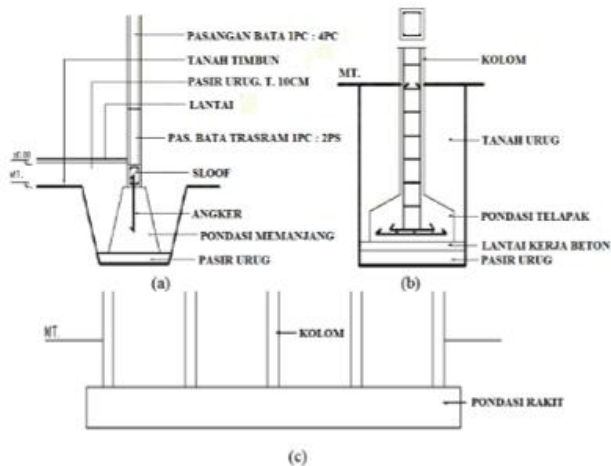 PASANGAN BATA 1PC : 4PC
TANAH TIMBUN
PASIR URUG. T. 10CM
LANTAI
PAS. BATA TRASRAM 1PC : 2PS
±0.00
SLOOF
MT.
ANGKER
PONDASI MEMANJANG
PASIR URUG
(a)
KOLOM
MT.
TANAH URUG
PONDASI TELAPAK
LANTAI KERJA BETON
PASIR URUG
(b)
MT.
KOLOM
PONDASI RAKIT
(c)